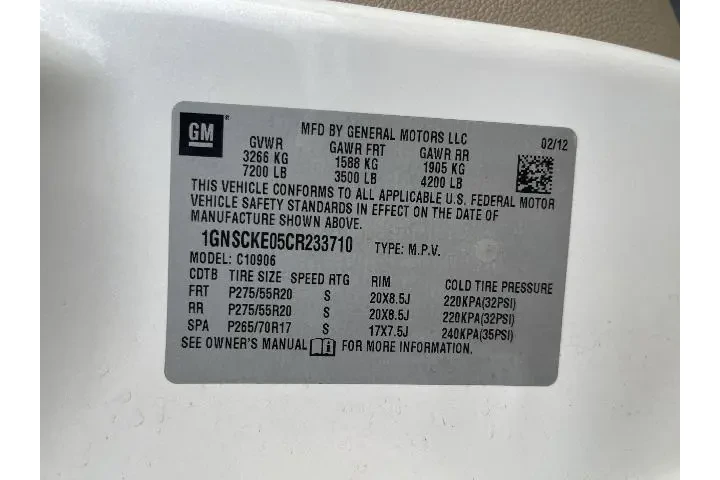 GM
MFD BY GENERAL MOTORS LLC 02/12
GVWR GAWR FRT GAWR RR
3266 KG 1588 KG 1905 KG
7200 LB 3500 LB 4200 LB
THIS VEHICLE CONFORMS TO ALL APPLICABLE U.S. FEDERAL MOTOR
VEHICLE SAFETY STANDARDS IN EFFECT ON THE DATE OF
MANUFACTURE SHOWN ABOVE.
1GNSCKE05CR233710 TYPE: M.P.V.
MODEL: C10906
CDTB TIRE SIZE SPEED RTG RIM COLD TIRE PRESSURE
FRT P275/55R20 S 20X8.5J 220KPA(32PSI)
RR P275/55R20 S 20X8.5J 220KPA(32PSI)
SPA P265/70R17 S 17X7.5J 240KPA(35PSI)
SEE OWNER'S MANUAL FOR MORE INFORMATION.